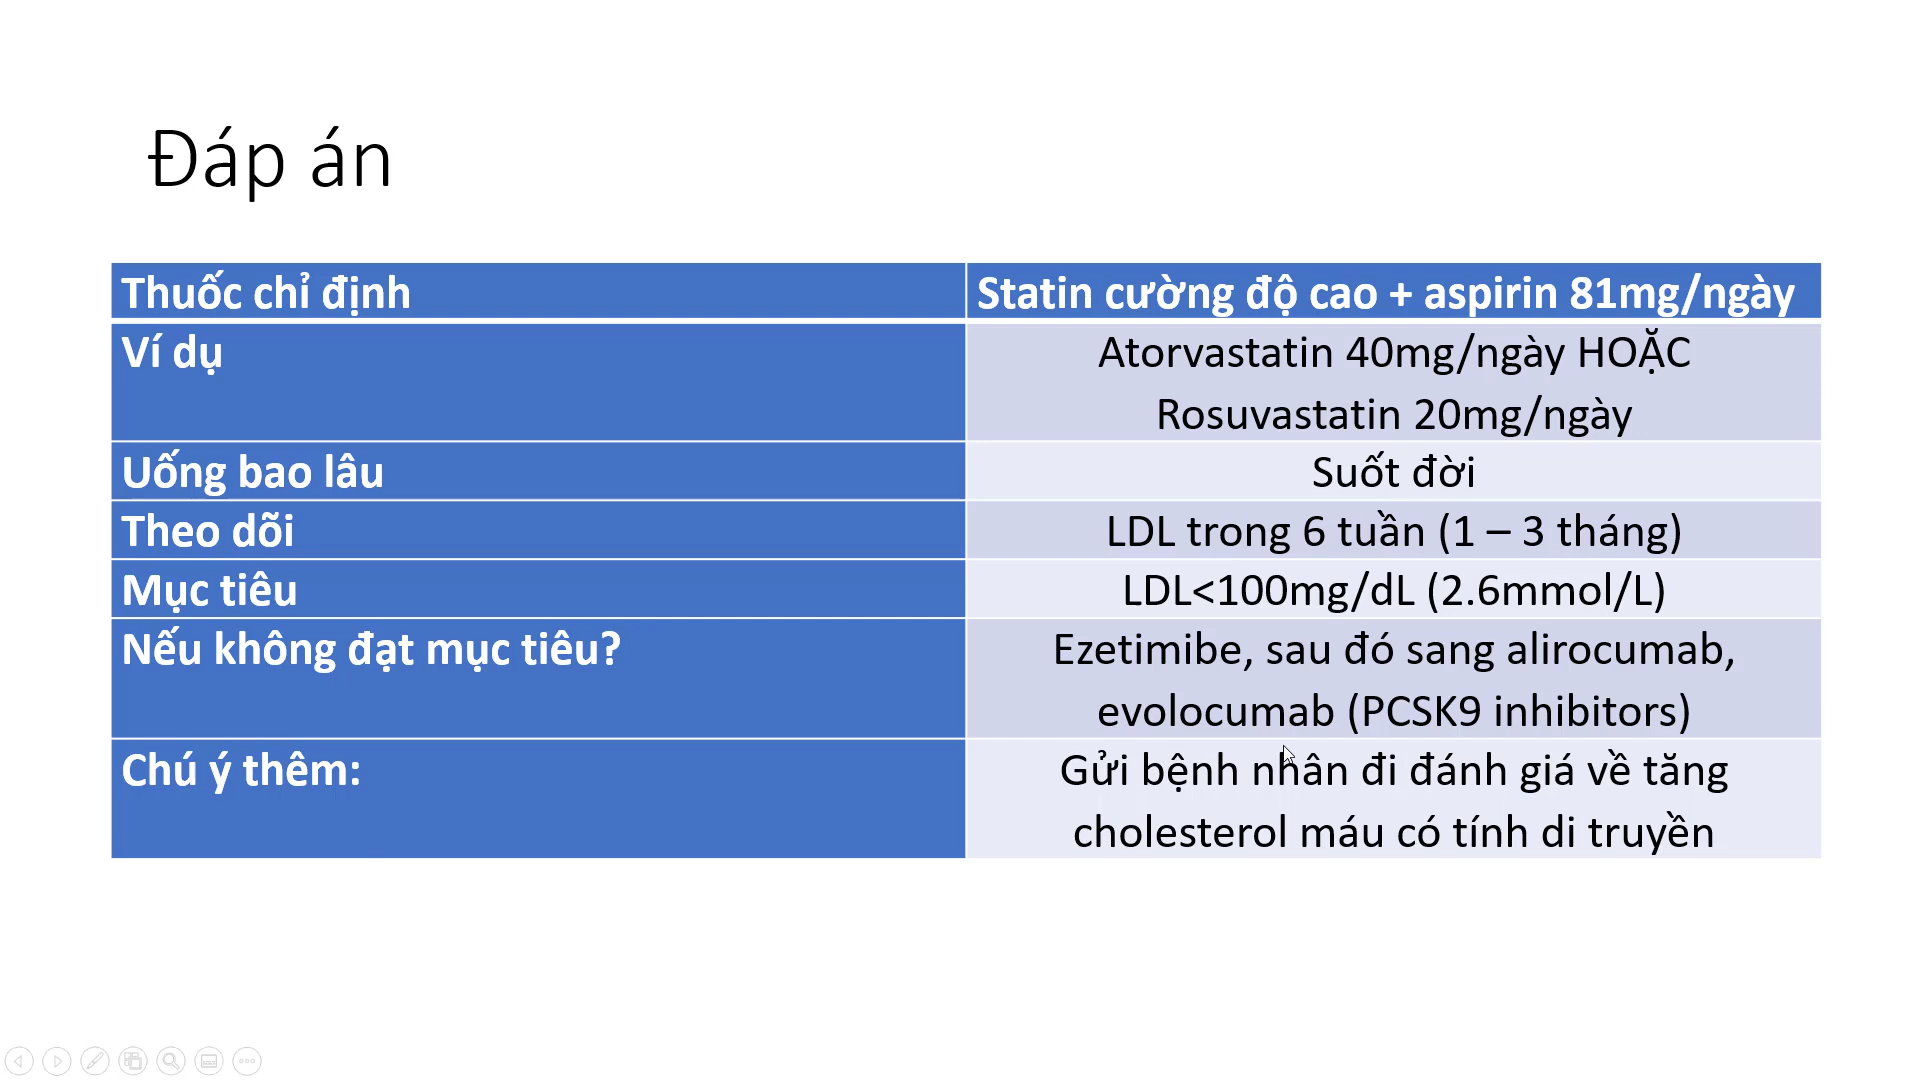 Đáp án
Thuốc chỉ định
Statin cường độ cao + aspirin 81mg/ngày
Ví dụ
Atorvastatin 40mg/ngày HOẶC
Rosuvastatin 20mg/ngày
Uống bao lâu
Suốt đời
Theo dõi
LDL trong 6 tuần (1 – 3 tháng)
Mục tiêu
LDL<100mg/dL (2.6mmol/L)
Nếu không đạt mục tiêu?
Ezetimibe, sau đó sang alirocumab,
evolocumab (PCSK9 inhibitors)
Chú ý thêm:
Gửi bệnh nhân đi đánh giá về tăng
cholesterol máu có tính di truyền